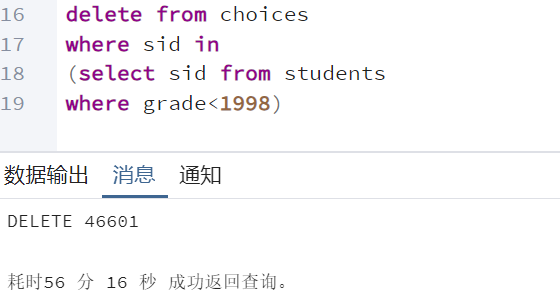 16 delete from choices
17 where sid in
18 (select sid from students
19 where grade<1998)
数据输出 消息 通知
DELETE 46601
耗时56 分 16 秒 成功返回查询。